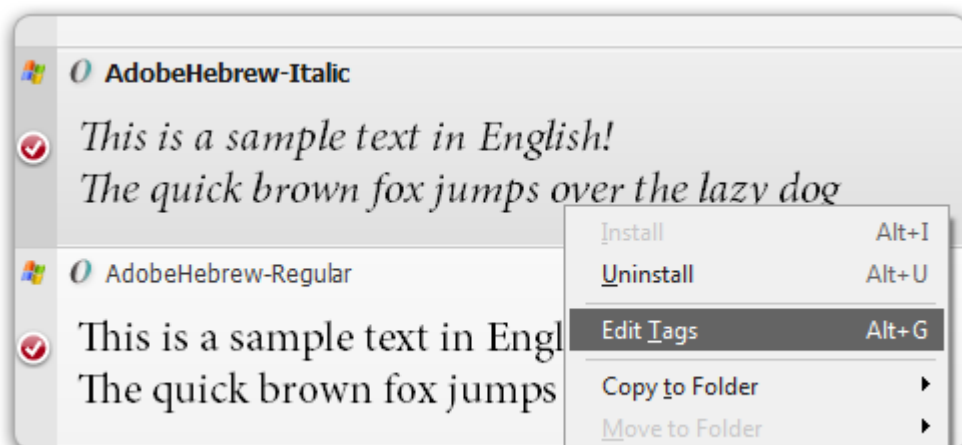 AdobeHebrew-Italic
This is a sample text in English!
The quick brown fox jumps over the lazy dog
AdobeHebrew-Regular
This is a sample text in Engl
The quick brown fox jumps
Install Alt+I
Uninstall Alt+U
Edit Tags Alt+G
Copy to Folder
Move to Folder